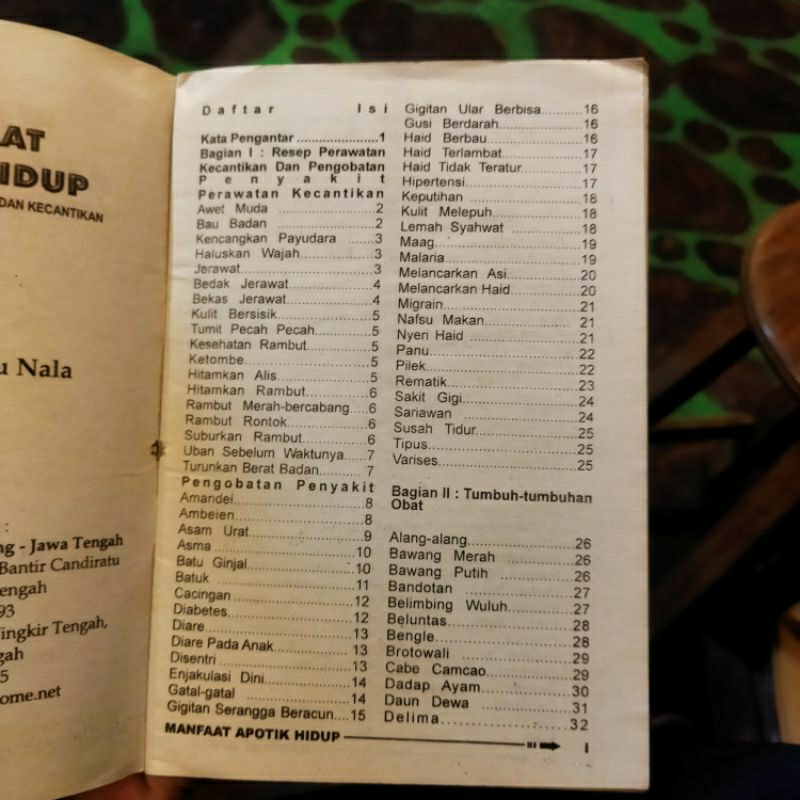 AT
HIDUP
DAN KECANTIKAN
u Nala
:
ng - Jawa Tengah
Bantir Candiratu
engah
93
Tingkir Tengah,
gah
5
ome.net
Daftar Isi
Kata Pengantar ....................1
Bagian I : Resep Perawatan
Kecantikan Dan Pengobatan
Penyakit
Perawatan Kecantikan
Awet Muda ........................2
Bau Badan ........................2
Kencangkan Payudara .......3
Haluskan Wajah.................3
Jerawat..............................3
Bedak Jerawat...................4
Bekas Jerawat...................4
Kulit Bersisik......................5
Tumit Pecah Pecah............5
Kesehatan Rambut............5
Ketombe............................5
Hitamkan Alis.....................5
Hitamkan Rambut..............6
Rambut Merah-bercabang....6
Rambut Rontok..................6
Suburkan Rambut..............6
Uban Sebelum Waktunya.....7
Turunkan Berat Badan........7
Pengobatan Penyakit
Amandel............................8
Ambeien............................8
Asam Urat.........................9
Asma ...............................10
Batu Ginjal........................10
Batuk ...............................11
Cacingan..........................12
Diabetes...........................12
Diare................................13
Diare Pada Anak...............13
Disentri ............................13
Enjakulasi Dini..................14
Gatal-gatal .......................14
Gigitan Serangga Beracun....15
MANFAAT APOTIK HIDUP
Gigitan Ular Berbisa..........16
Gusi Berdarah...................16
Haid Berbau .....................16
Haid Terlambat.................17
Haid Tidak Teratur.............17
Hipertensi.........................17
Keputihan .........................18
Kulit Melepuh....................18
Lemah Syahwat ................18
Maag................................19
Malaria.............................19
Melancarkan Asi...............20
Melancarkan Haid.............20
Migrain.............................21
Nafsu Makan....................21
Nyeri Haid ........................21
Panu................................22
Pilek.................................22
Rematik............................23
Sakit Gigi..........................24
Sariawan ..........................24
Susah Tidur......................25
Tipus................................25
Varises.............................25
Bagian II : Tumbuh-tumbuhan
Obat
Alang-alang......................26
Bawang Merah .................26
Bawang Putih ...................26
Bandotan .........................27
Belimbing Wuluh...............27
Beluntas...........................28
Bengle..............................28
Brotowali ..........................29
Cabe Camcao...................29
Dadap Ayam.....................30
Daun Dewa ......................31
Delima..............................32
I